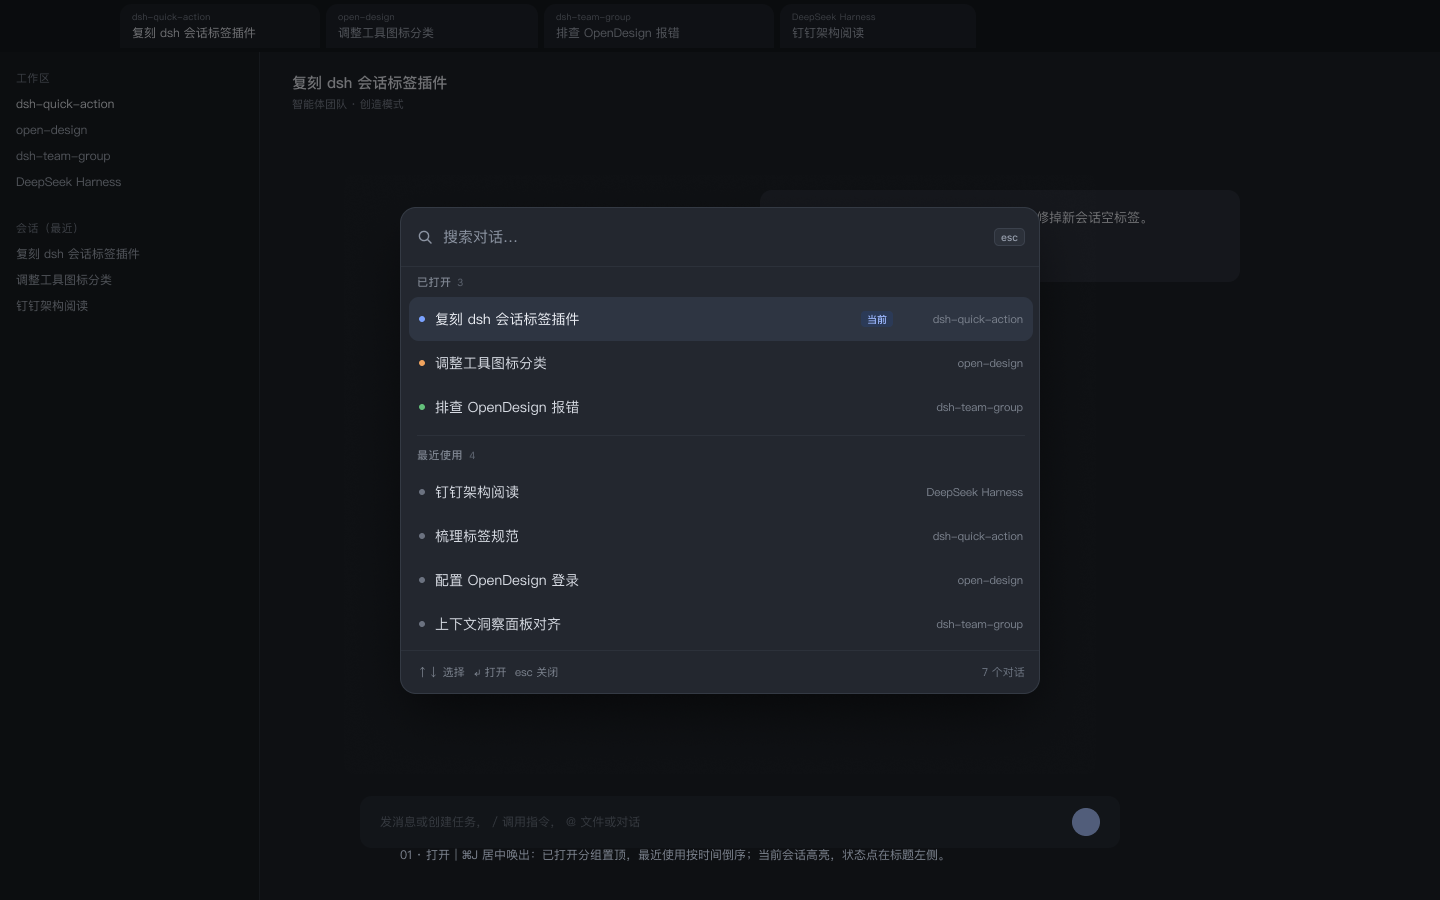 dsh-quick-action
复刻 dsh 会话标签插件
open-design
调整工具图标分类
dsh-team-group
排查 OpenDesign 报错
DeepSeek Harness
钉钉架构阅读
工作区
dsh-quick-action
open-design
dsh-team-group
DeepSeek Harness
会话（最近）
复刻 dsh 会话标签插件
调整工具图标分类
钉钉架构阅读
复刻 dsh 会话标签插件
智能体团队 · 创造模式
修掉新会话空标签。
搜索对话...
esc
已打开 3
复刻 dsh 会话标签插件 当前 dsh-quick-action
调整工具图标分类 open-design
排查 OpenDesign 报错 dsh-team-group
最近使用 4
钉钉架构阅读 DeepSeek Harness
梳理标签规范 dsh-quick-action
配置 OpenDesign 登录 open-design
上下文洞察面板对齐 dsh-team-group
↑↓ 选择 ↲ 打开 esc 关闭 7 个对话
发消息或创建任务， / 调用指令， @ 文件或对话
01 · 打开 | ⌘J 居中唤出：已打开分组置顶，最近使用按时间倒序；当前会话高亮，状态点在标题左侧。